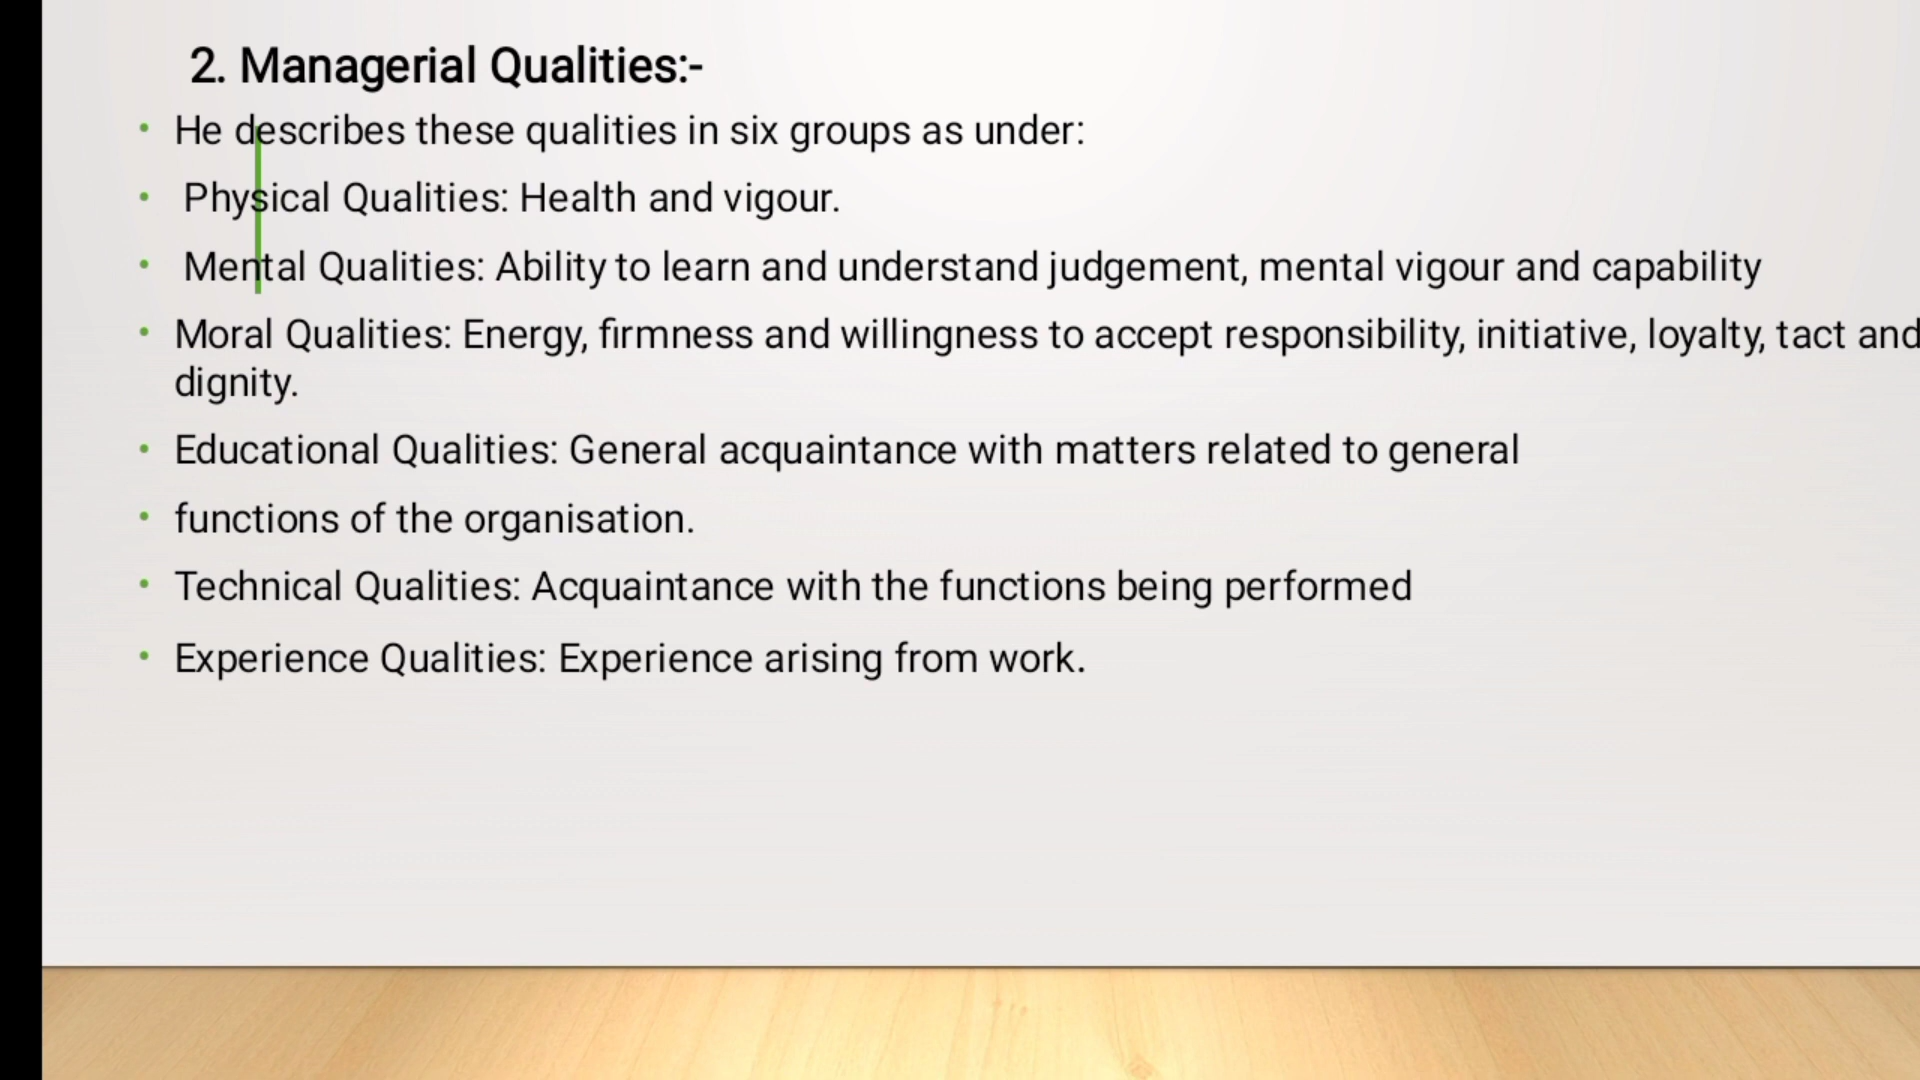 2. Managerial Qualities:-
• He describes these qualities in six groups as under:
• Physical Qualities: Health and vigour.
• Mental Qualities: Ability to learn and understand judgement, mental vigour and capability
• Moral Qualities: Energy, firmness and willingness to accept responsibility, initiative, loyalty, tact and
dignity.
• Educational Qualities: General acquaintance with matters related to general
• functions of the organisation.
• Technical Qualities: Acquaintance with the functions being performed
• Experience Qualities: Experience arising from work.